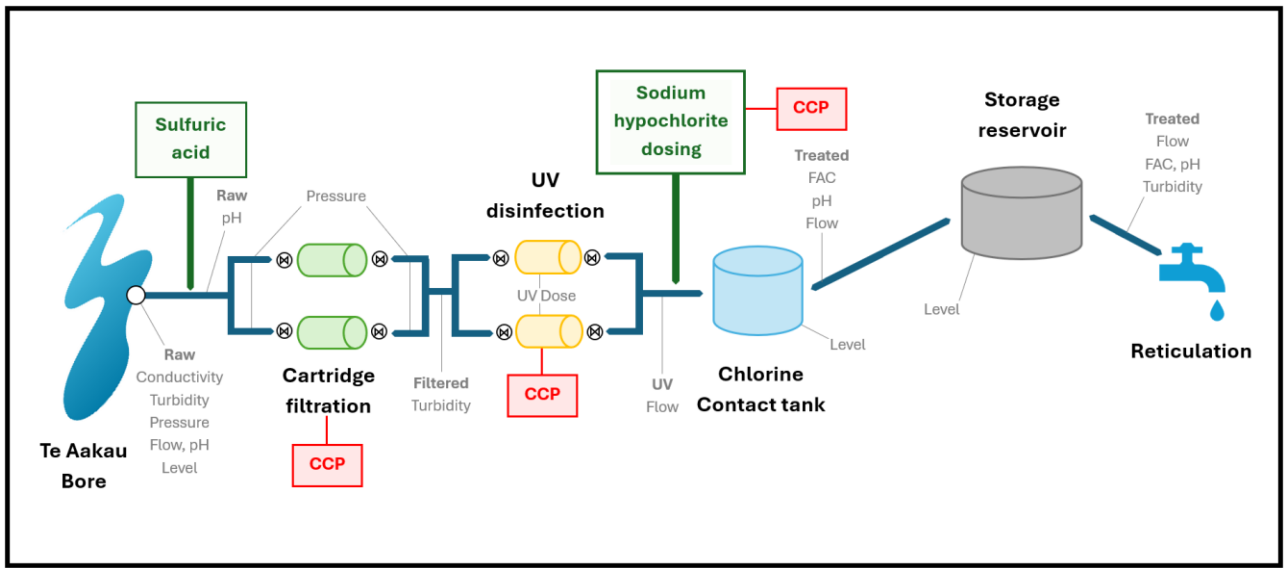 Sulfuric
acid
Raw
pH
Pressure
UV
disinfection
Sodium
hypochlorite
dosing
CCP
Treated
FAC
pH
Flow
Storage
reservoir
Treated
Flow
FAC, pH
Turbidity
UV Dose
Te Aakau
Bore
Raw
Conductivity
Turbidity
Pressure
Flow, pH
Level
Cartridge
filtration
CCP
Filtered
Turbidity
CCP
UV
Flow
Chlorine
Contact tank
Level
Level
Reticulation